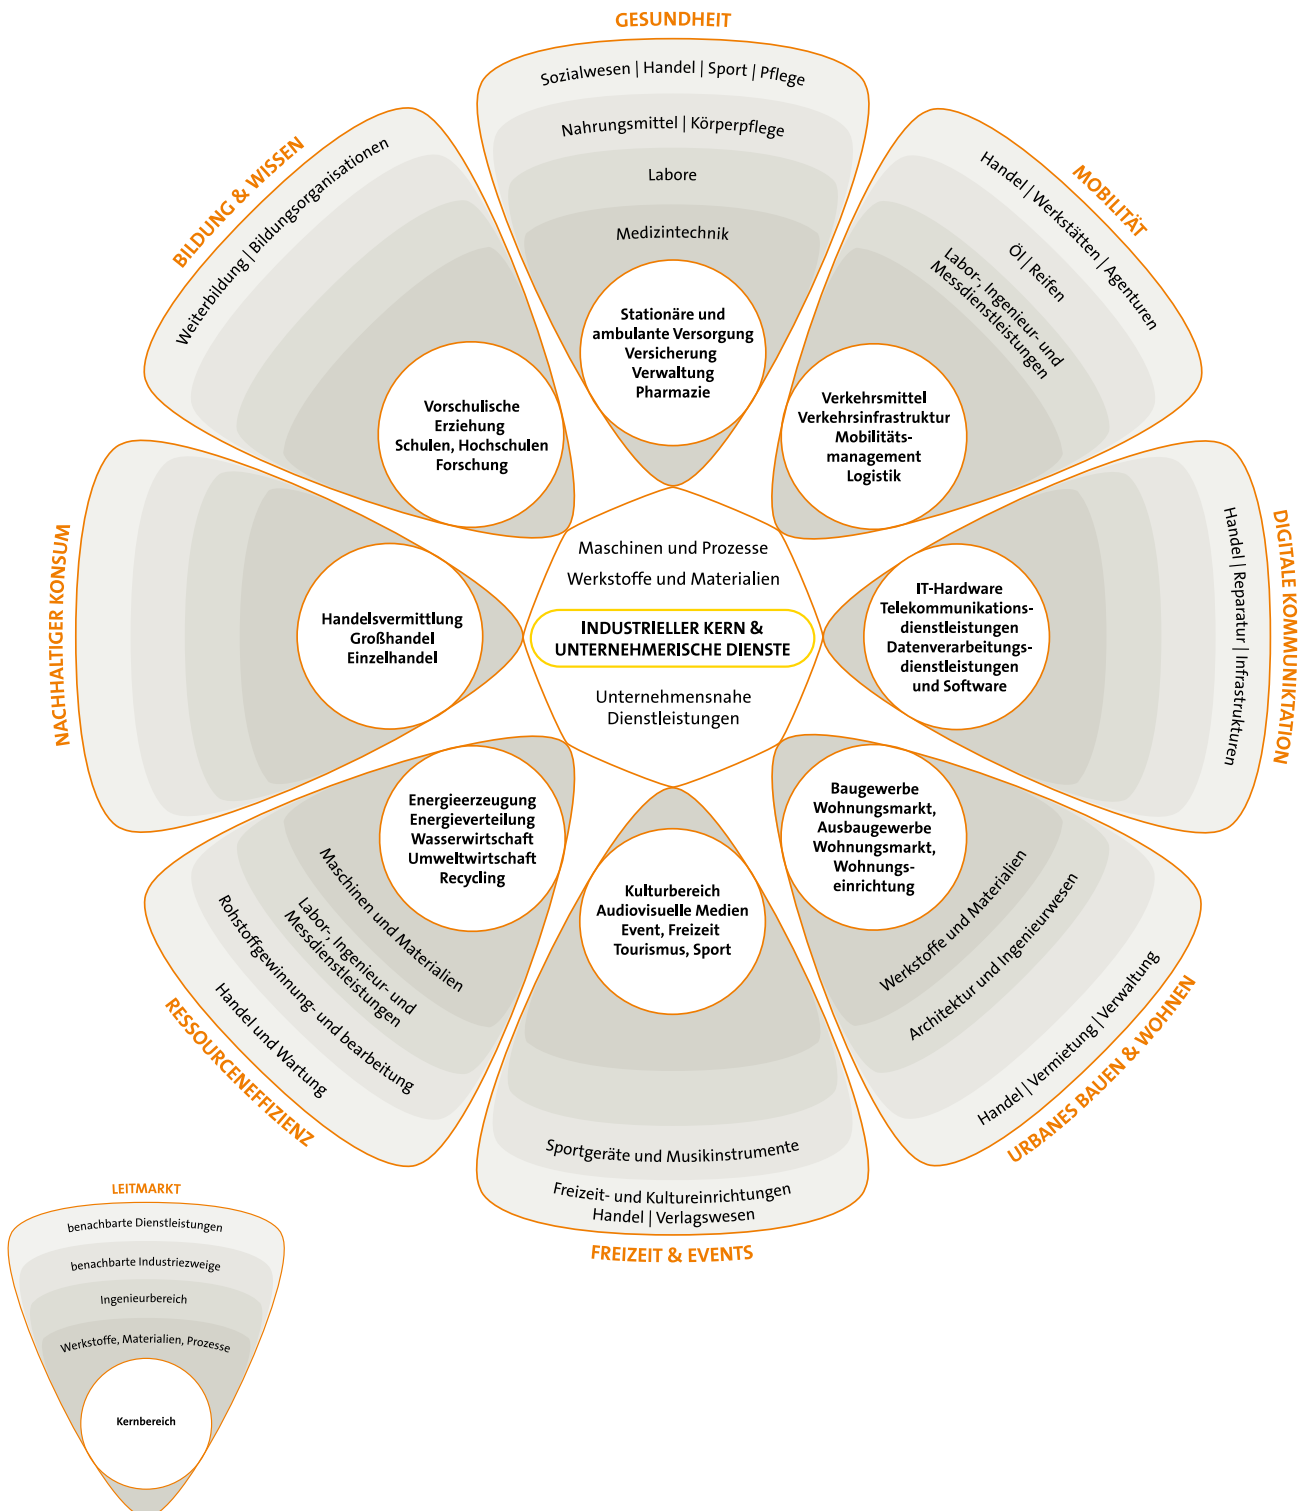 GESUNDHEIT
Sozialwesen | Handel | Sport | Pflege
Nahrungsmittel | Körperpflege
Labore
Medizintechnik
Stationäre und
ambulante Versorgung
Versicherung
Verwaltung
Pharmazie
MOBILITÄT
Handel | Werkstätten | Agenturen
Öl | Reifen
Labor-, Ingenieur- und
Messdienstleistungen
Verkehrsmittel
Verkehrsinfrastruktur
Mobilitäts-
management
Logistik
DIGITALE KOMMUNIKTATION
Handel | Reparatur | Infrastrukturen
IT-Hardware
Telekommunikations-
dienstleistungen
Datenverarbeitungs-
dienstleistungen
und Software
URBANES BAUEN & WOHNEN
Handel | Vermietung | Verwaltung
Architektur und Ingenieurwesen
Werkstoffe und Materialien
Baugewerbe
Wohnungsmarkt,
Ausbaugewerbe
Wohnungsmarkt,
Wohnungs-
einrichtung
Kulturbereich
Audiovisuelle Medien
Event, Freizeit
Tourismus, Sport
Sportgeräte und Musikinstrumente
Freizeit- und Kultureinrichtungen
Handel | Verlagswesen
FREIZEIT & EVENTS
Energieerzeugung
Energieverteilung
Wasserwirtschaft
Umweltwirtschaft
Recycling
Maschinen und Materialien
Labor-, Ingenieur- und
Messdienstleistungen
Rohstoffgewinnung- und bearbeitung
Handel und Wartung
RESSOURCENEFFIZIENZ
NACHHALTIGER KONSUM
Handelsvermittlung
Großhandel
Einzelhandel
BILDUNG & WISSEN
Weiterbildung | Bildungsorganisationen
Vorschulische
Erziehung
Schulen, Hochschulen
Forschung
Maschinen und Prozesse
Werkstoffe und Materialien
INDUSTRIELLER KERN &
UNTERNEHMERISCHE DIENSTE
Unternehmensnahe
Dienstleistungen
LEITMARKT
benachbarte Dienstleistungen
benachbarte Industriezweige
Ingenieurbereich
Werkstoffe, Materialien, Prozesse
Kernbereich